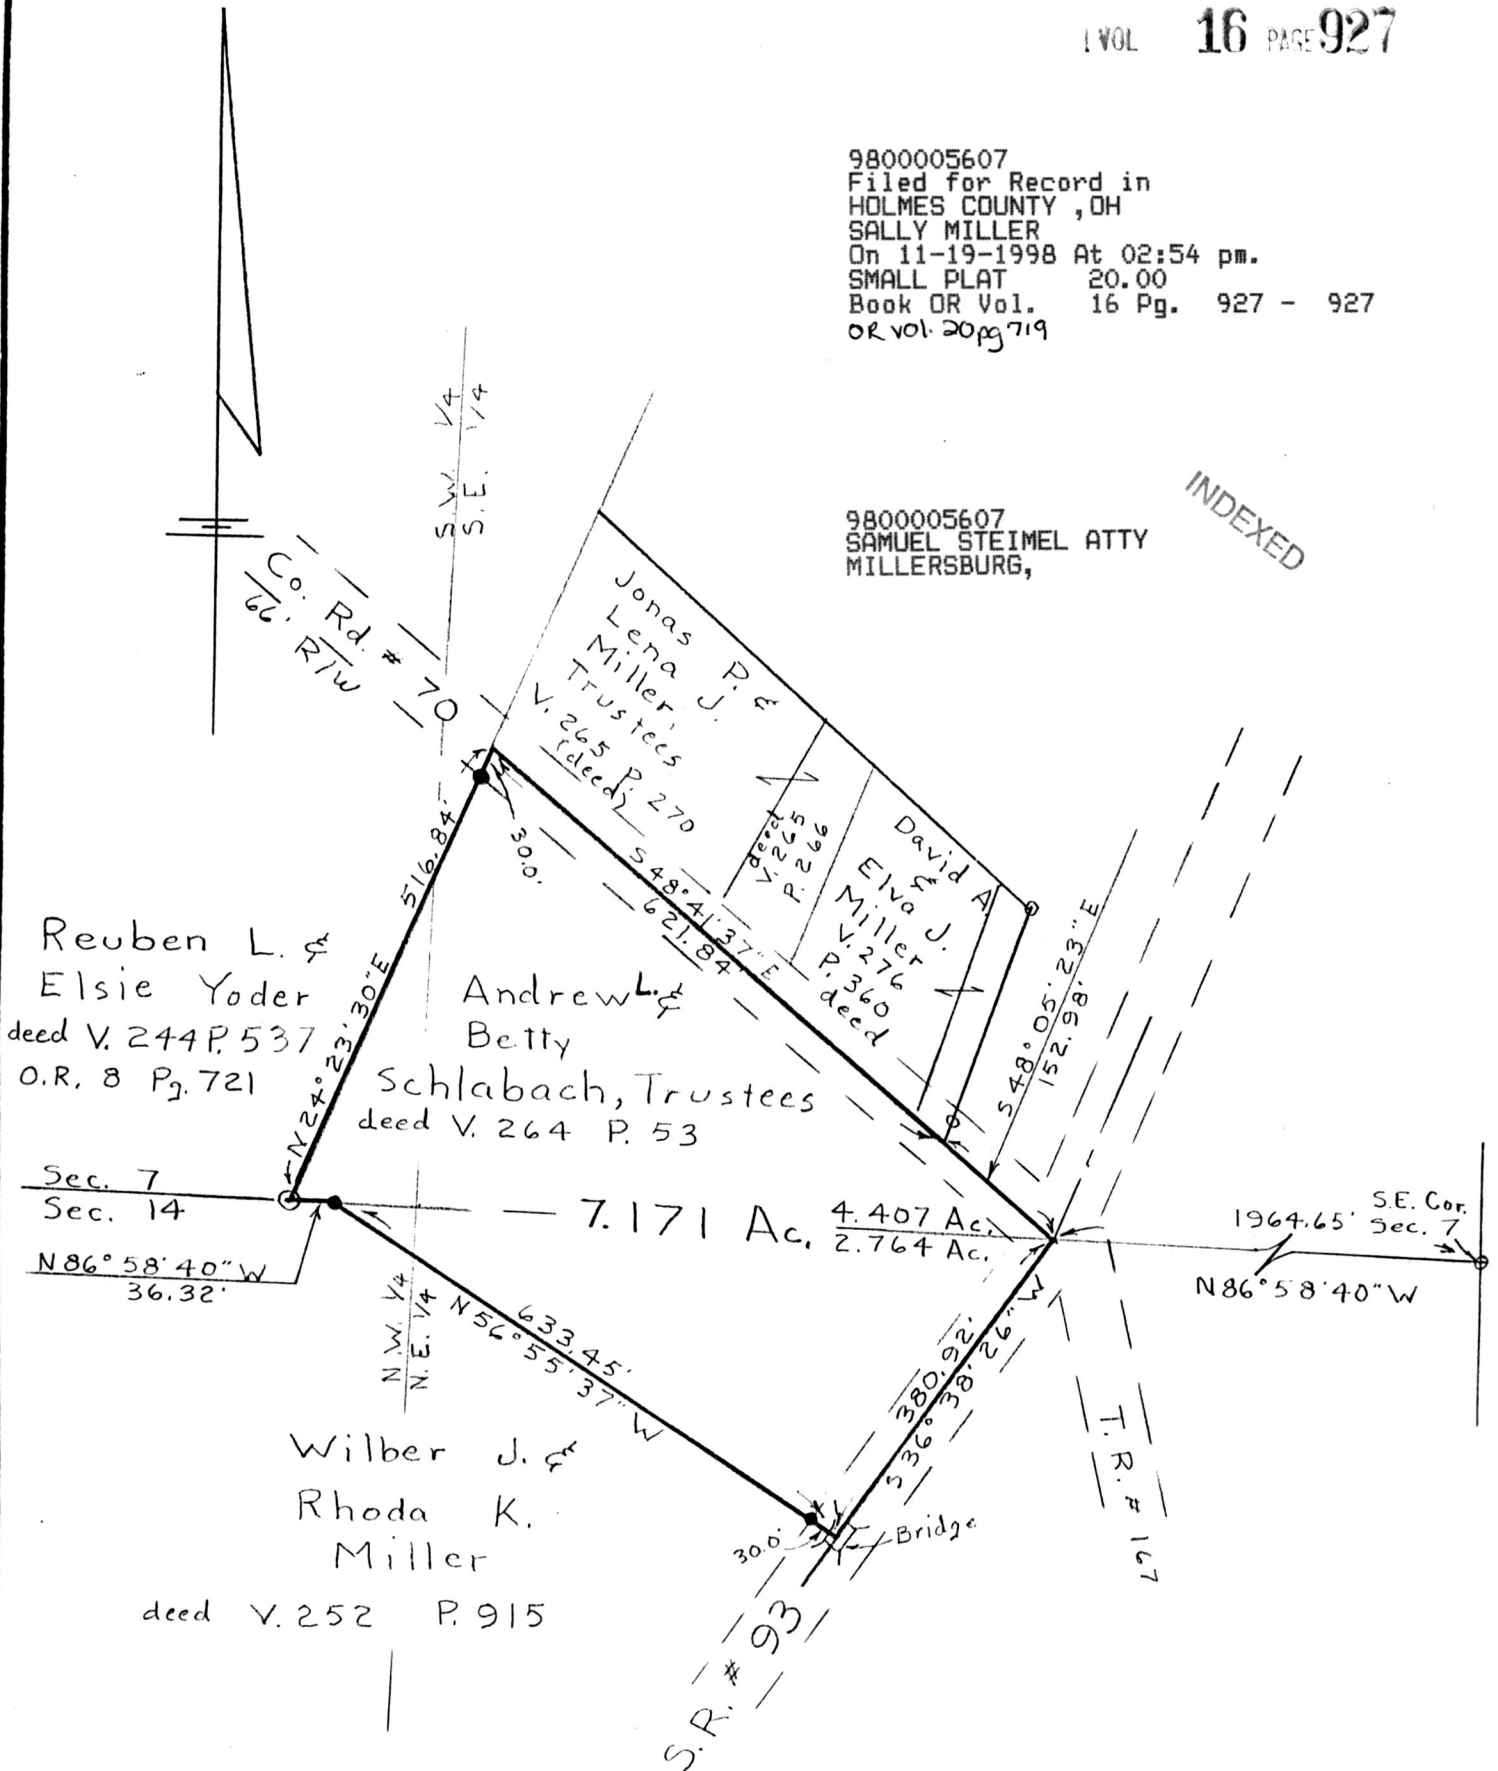 VOL 16 PAGE 927
9800005607
Filed for Record in
HOLMES COUNTY ,OH
SALLY MILLER
On 11-19-1998 At 02:54 pm.
SMALL PLAT 20.00
Book OR Vol. 16 Pg. 927 - 927
OR Vol. 20 pg 719
INDEXED
9800005607
SAMUEL STEIMEL ATTY
MILLERSBURG,
S.W. 1/4
S.E. 1/4
Co. Rd. # 70
66' R/W
Jonas P. &
Lena J.
Miller,
Trustees
V. 265 P. 270
(deed)
deed
V. 265
P. 266
David A.
&
Elva J.
Miller
V. 276
P. 360
deed
30.0'
516.84'
N24°23'30"E
S48°41'37"E
621.84'
S48°05'23"E
152.98'
Reuben L. &
Elsie Yoder
deed V. 244 P. 537
O.R. 8 Pg. 721
Andrew L. &
Betty
Schlabach, Trustees
deed V. 264 P. 53
Sec. 7
Sec. 14
7.171 Ac.
4.407 Ac.
2.764 Ac.
1964.65'
S.E. Cor.
Sec. 7
N86°58'40"W
N86°58'40"W
36.32'
N.W. 1/4
N.E. 1/4
633.45'
N56°55'37"W
380.92'
S36°38'26"W
T.R. # 167
Wilber J. &
Rhoda K.
Miller
deed V. 252 P. 915
30.0'
Bridge
S.R. # 93